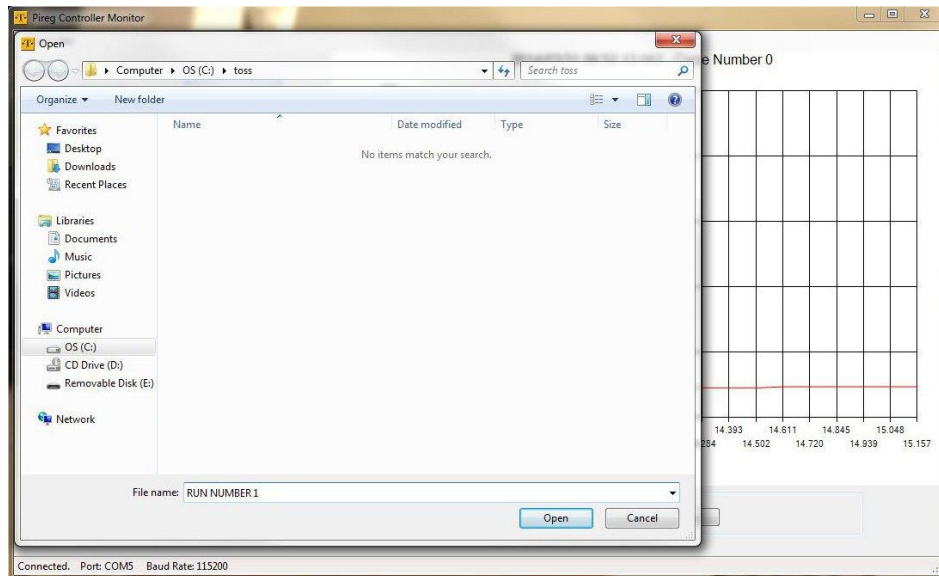 Pireg Controller Monitor
Open
Computer OS (C:) toss
Search toss
Number 0
Organize New folder
Name Date modified Type Size
No items match your search.
Favorites
Desktop
Downloads
Recent Places
Libraries
Documents
Music
Pictures
Videos
Computer
OS (C:)
CD Drive (D:)
Removable Disk (E:)
Network
14.393 14.611 14.845 15.048
284 14.502 14.720 14.939 15.157
File name: RUN NUMBER 1
Open Cancel
Connected. Port: COM5 Baud Rate: 115200